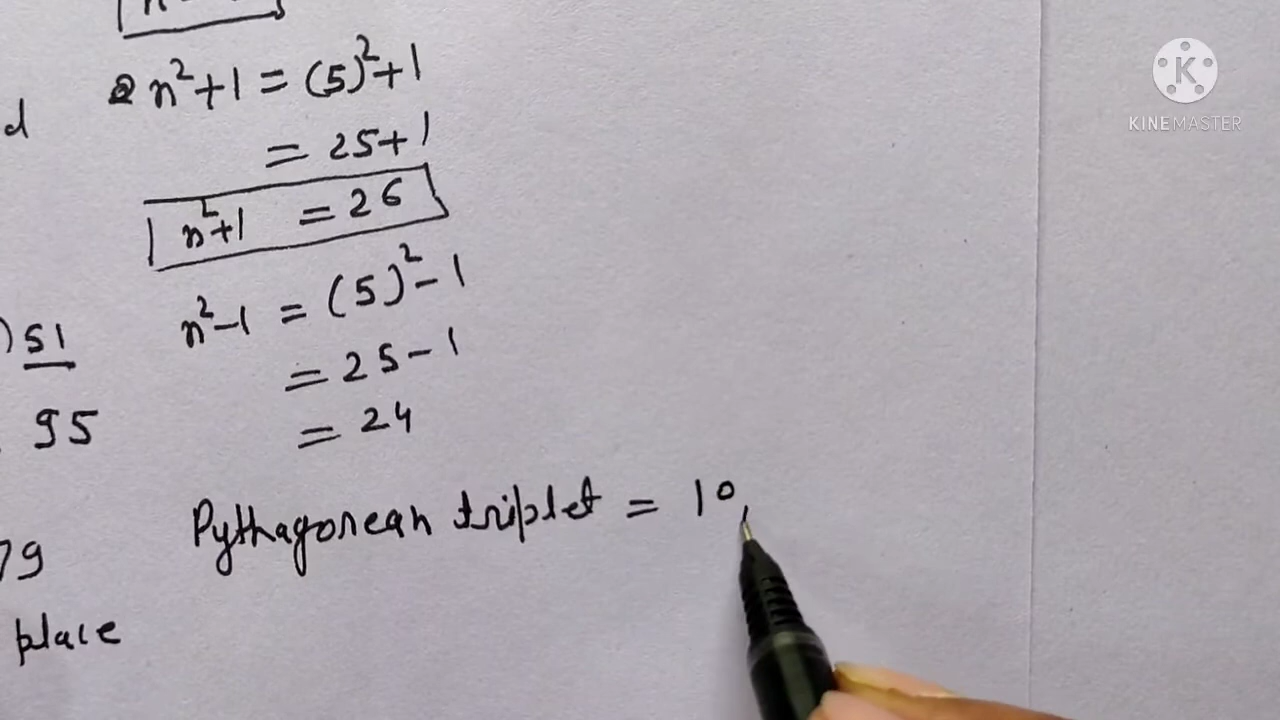 n²+1 = (5)²+1
d
= 25+1
n²+1 = 26
n²-1 = (5)²-1
51
= 25-1
95
= 24
Pythagorean triplet = 10,
79
place
KINEMASTER